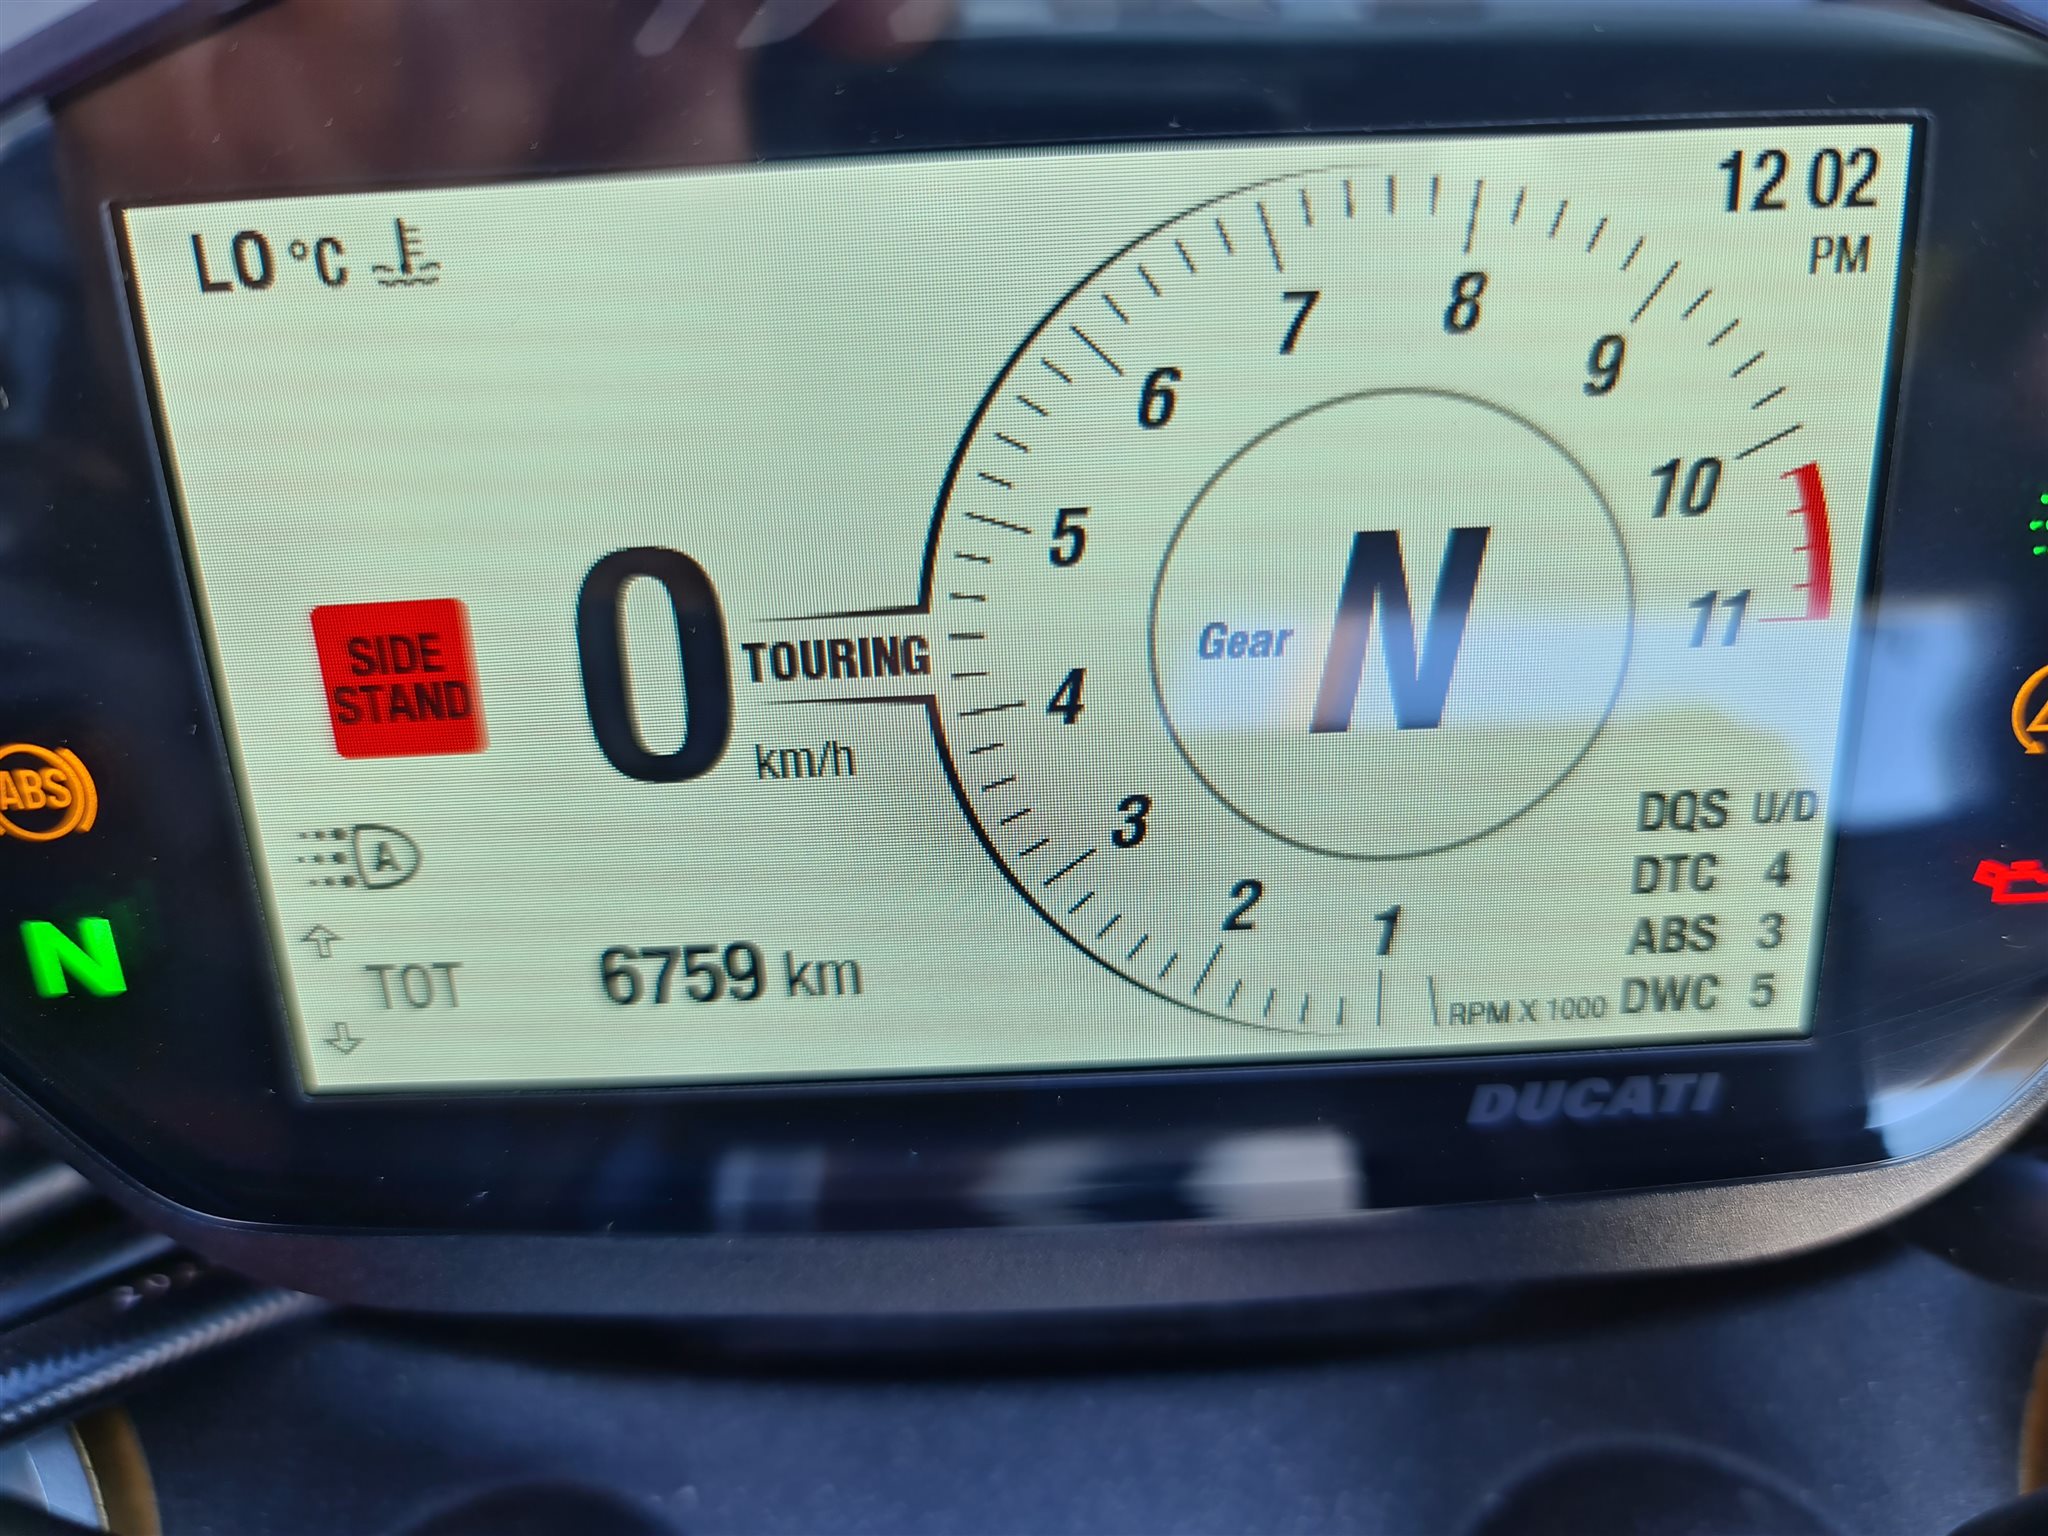 LO °C
12 02
PM
7
8
6
9
5
10
SIDE
STAND
0
TOURING
km/h
Gear
N
11
4
ABS
3
DQS U/D
DTC 4
A
2
1
ABS 3
N
TOT
6759 km
RPM X 1000
DWC 5
DUCATI